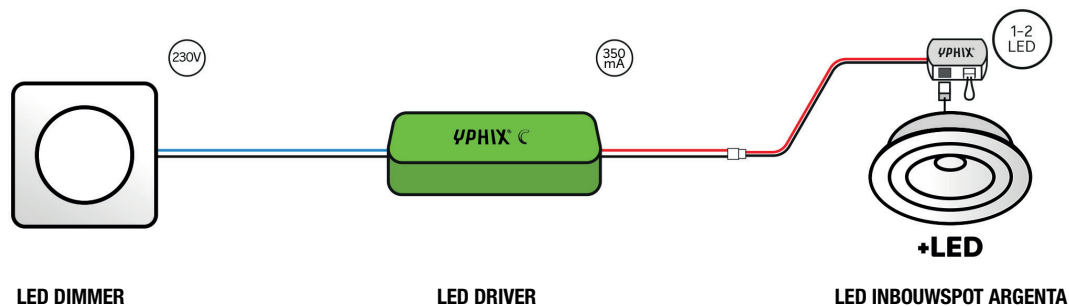 230V
350
mA
1-2
LED
YPHIX®
YPHIX®
+LED
LED DIMMER
LED DRIVER
LED INBOUWSPOT ARGENTA